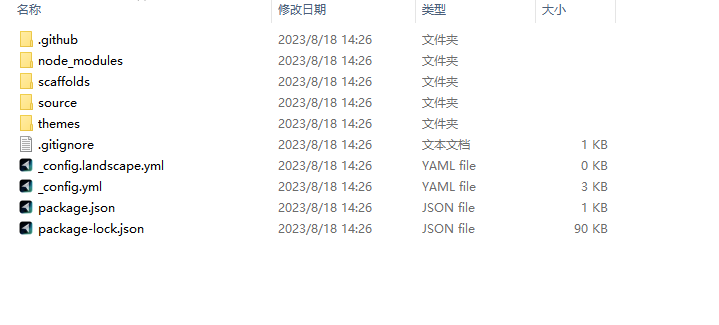 名称 修改日期 类型 大小
.github 2023/8/18 14:26 文件夹
node_modules 2023/8/18 14:26 文件夹
scaffolds 2023/8/18 14:26 文件夹
source 2023/8/18 14:26 文件夹
themes 2023/8/18 14:26 文件夹
.gitignore 2023/8/18 14:26 文本文档 1 KB
_config.landscape.yml 2023/8/18 14:26 YAML file 0 KB
_config.yml 2023/8/18 14:26 YAML file 3 KB
package.json 2023/8/18 14:26 JSON file 1 KB
package-lock.json 2023/8/18 14:26 JSON file 90 KB